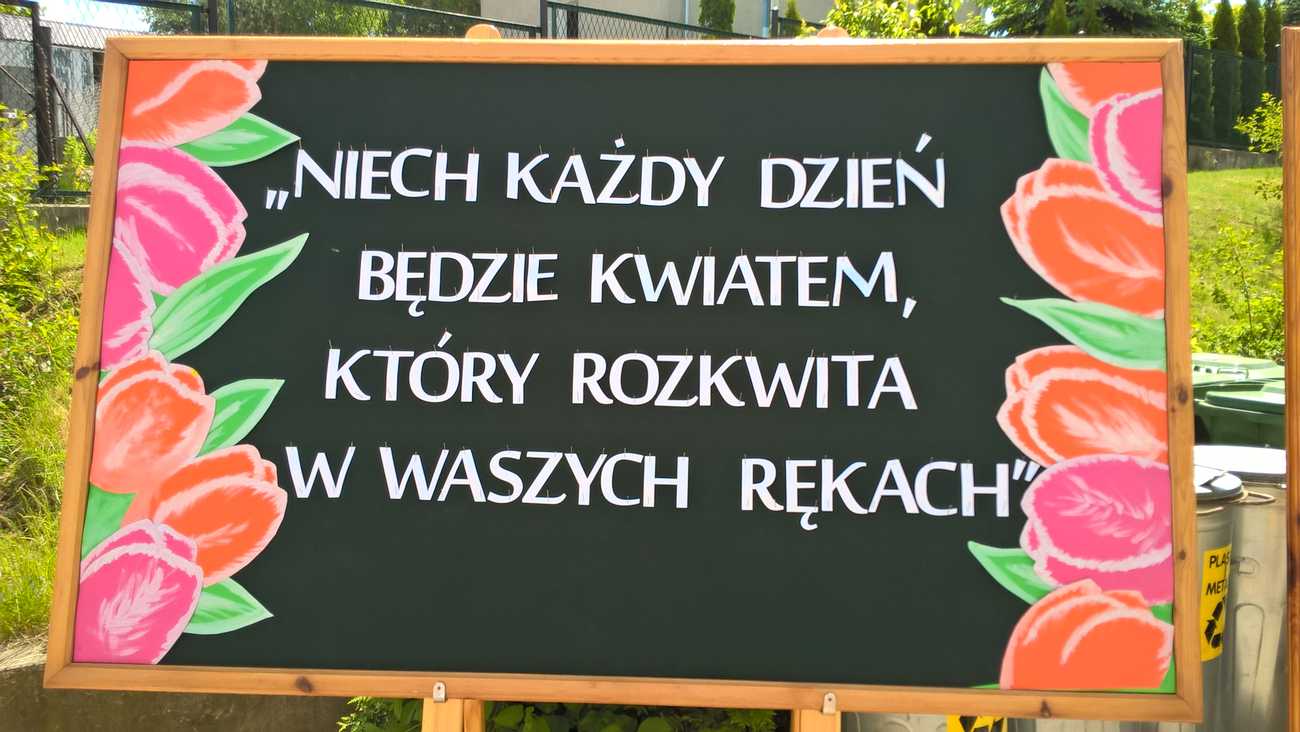 „NIECH KAŻDY DZIEŃ
BĘDZIE KWIATEM,
KTÓRY ROZKWITA
W WASZYCH RĘKACH”